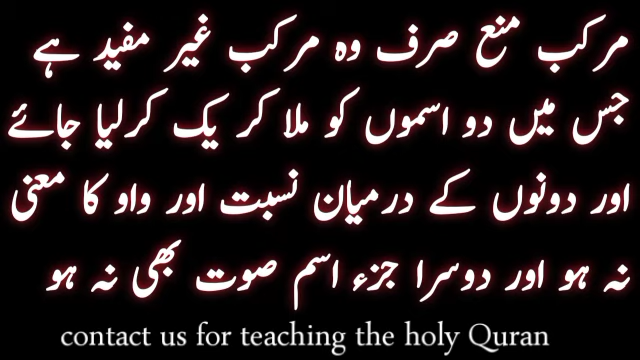 مرکب منع صرف وہ مرکب غیر مفید ہے
جس میں دو اسموں کو ملا کر یک کرلیا جائے
اور دونوں کے درمیان نسبت اور واو کا معنی
نہ ہو اور دوسرا جزء اسم صوت بھی نہ ہو
contact us for teaching the holy Quran